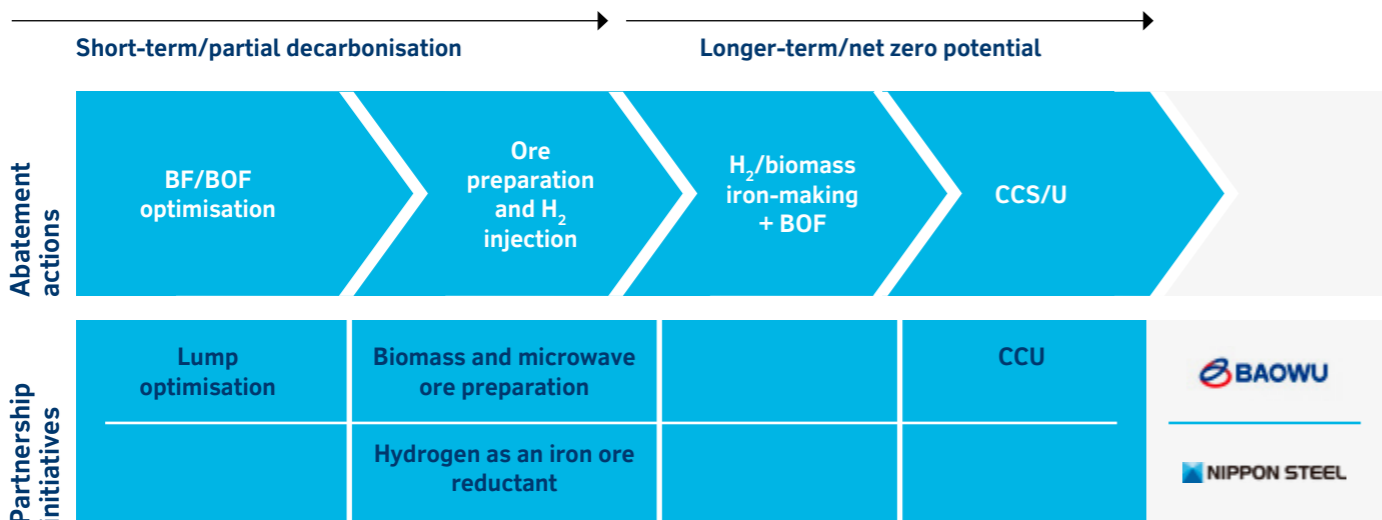 Short-term/partial decarbonisation
Longer-term/net zero potential
Abatement
actions
BF/BOF
optimisation
Ore
preparation
and H₂
injection
H₂/biomass
iron-making
+ BOF
CCS/U
Partnership
initiatives
Lump
optimisation
Biomass and microwave
ore preparation
CCU
BAOWU
Hydrogen as an iron ore
reductant
NIPPON STEEL